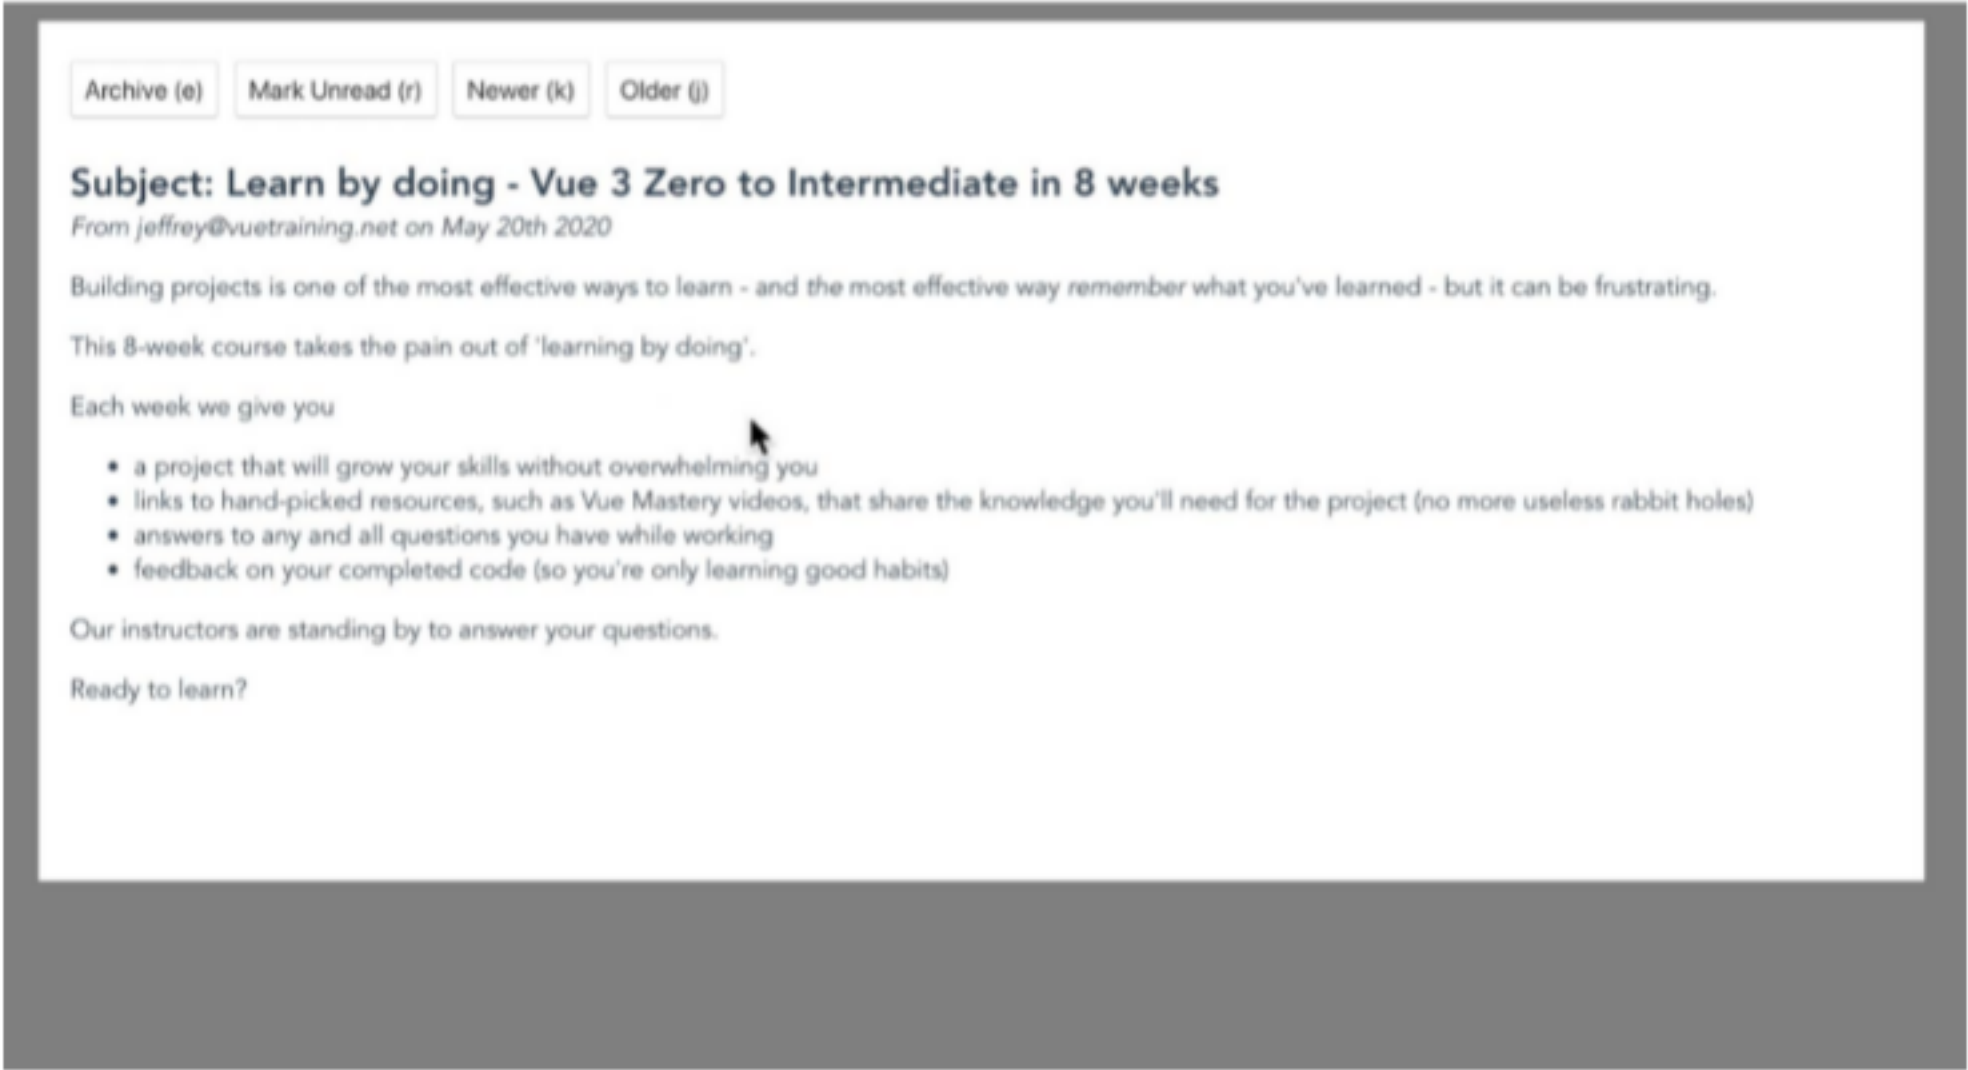 Archive (e) Mark Unread (r) Newer (k) Older (j)
Subject: Learn by doing - Vue 3 Zero to Intermediate in 8 weeks
From jeffrey@vuetraining.net on May 20th 2020
Building projects is one of the most effective ways to learn - and the most effective way remember what you've learned - but it can be frustrating.
This 8-week course takes the pain out of 'learning by doing'.
Each week we give you
• a project that will grow your skills without overwhelming you
• links to hand-picked resources, such as Vue Mastery videos, that share the knowledge you'll need for the project (no more useless rabbit holes)
• answers to any and all questions you have while working
• feedback on your completed code (so you're only learning good habits)
Our instructors are standing by to answer your questions.
Ready to learn?